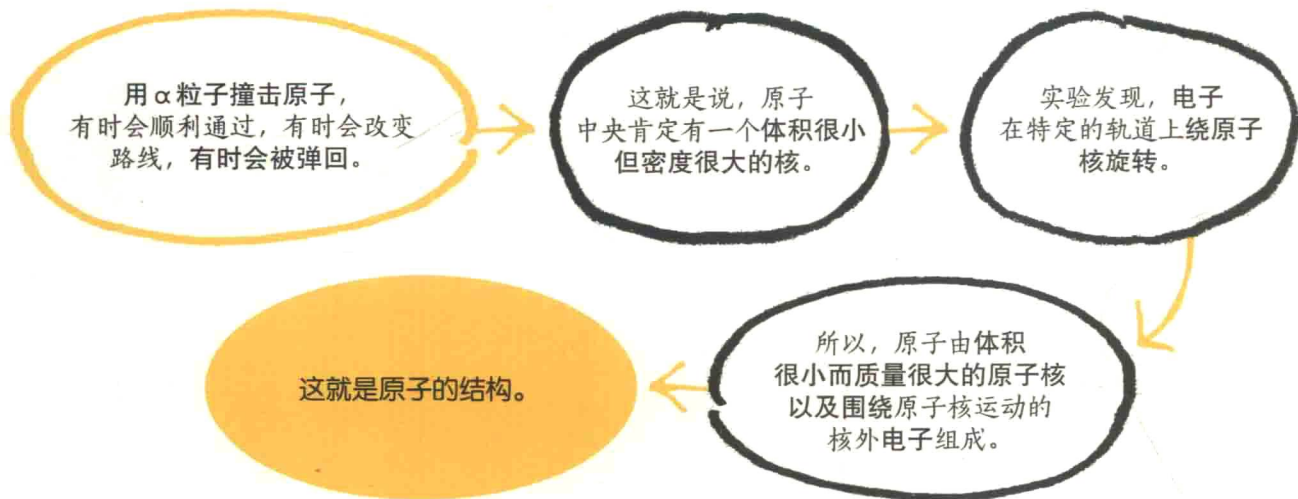 用α粒子撞击原子，
有时会顺利通过，有时会改变
路线，有时会被弹回。
这就是说，原子
中央肯定有一个体积很小
但密度很大的核。
实验发现，电子
在特定的轨道上绕原子
核旋转。
所以，原子由体积
很小而质量很大的原子核
以及围绕原子核运动的
核外电子组成。
这就是原子的结构。